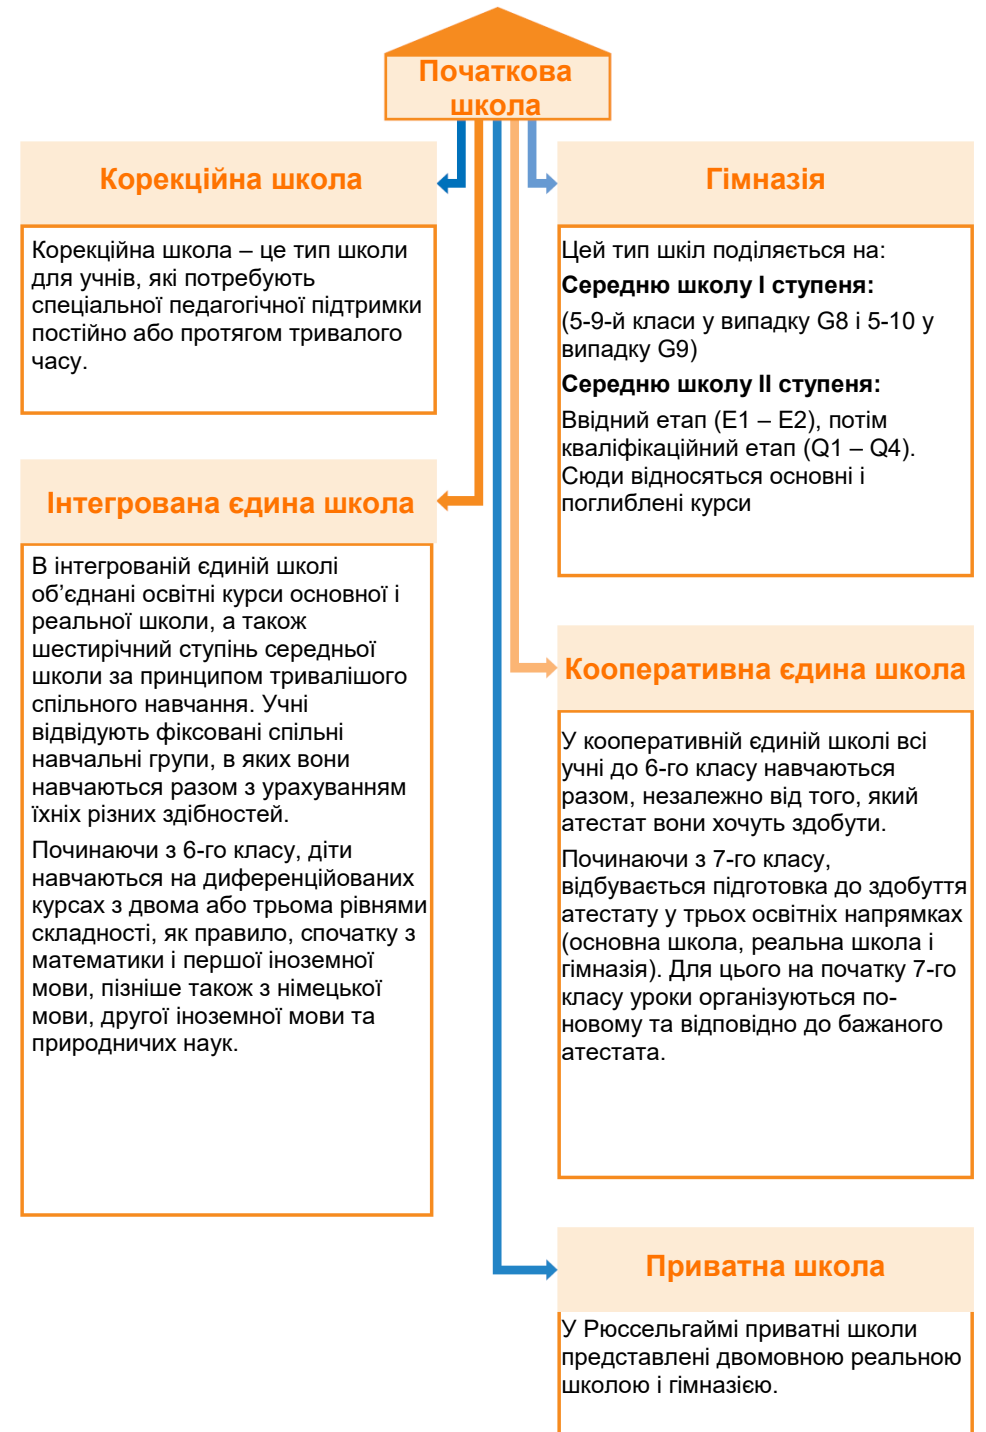 Початкова
школа
Корекційна школа
Корекційна школа – це тип школи
для учнів, які потребують
спеціальної педагогічної підтримки
постійно або протягом тривалого
часу.
Гімназія
Цей тип шкіл поділяється на:
Середню школу I ступеня:
(5-9-й класи у випадку G8 і 5-10 у
випадку G9)
Середню школу II ступеня:
Ввідний етап (E1 – E2), потім
кваліфікаційний етап (Q1 – Q4).
Сюди відносяться основні і
поглиблені курси
Інтегрована єдина школа
В інтегрованій єдиній школі
об’єднані освітні курси основної і
реальної школи, а також
шестирічний ступінь середньої
школи за принципом тривалішого
спільного навчання. Учні
відвідують фіксовані спільні
навчальні групи, в яких вони
навчаються разом з урахуванням
їхніх різних здібностей.
Починаючи з 6-го класу, діти
навчаються на диференційованих
курсах з двома або трьома рівнями
складності, як правило, спочатку з
математики і першої іноземної
мови, пізніше також з німецької
мови, другої іноземної мови та
природничих наук.
Кооперативна єдина школа
У кооперативній єдиній школі всі
учні до 6-го класу навчаються
разом, незалежно від того, який
атестат вони хочуть здобути.
Починаючи з 7-го класу,
відбувається підготовка до здобуття
атестату у трьох освітніх напрямках
(основна школа, реальна школа і
гімназія). Для цього на початку 7-го
класу уроки організуються по-
новому та відповідно до бажаного
атестата.
Приватна школа
У Рюссельгаймі приватні школи
представлені двомовною реальною
школою і гімназією.